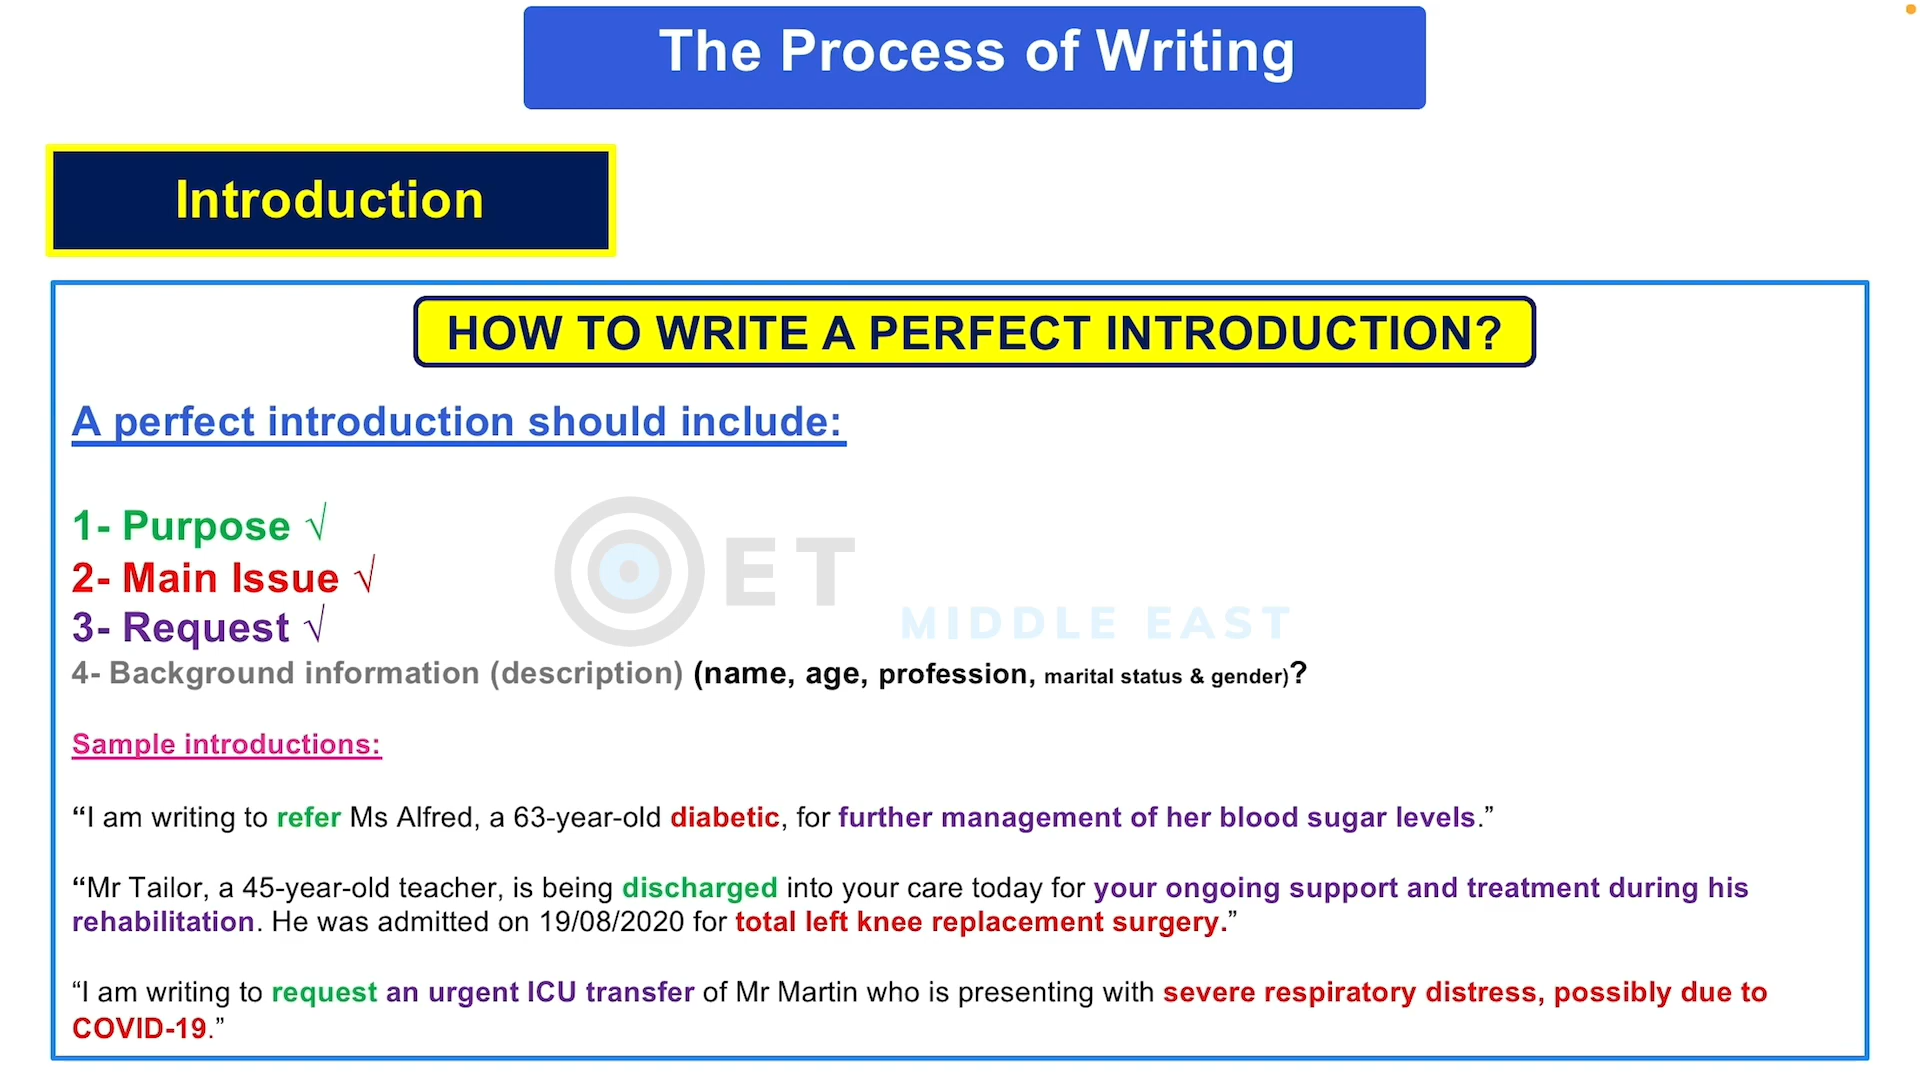 The Process of Writing
Introduction
HOW TO WRITE A PERFECT INTRODUCTION?
A perfect introduction should include:
1- Purpose √
2- Main Issue √
3- Request √
4- Background information (description) (name, age, profession, marital status & gender)?
OET
MIDDLE EAST
Sample introductions:
“I am writing to refer Ms Alfred, a 63-year-old diabetic, for further management of her blood sugar levels.”
“Mr Tailor, a 45-year-old teacher, is being discharged into your care today for your ongoing support and treatment during his
rehabilitation. He was admitted on 19/08/2020 for total left knee replacement surgery.”
“I am writing to request an urgent ICU transfer of Mr Martin who is presenting with severe respiratory distress, possibly due to
COVID-19.”